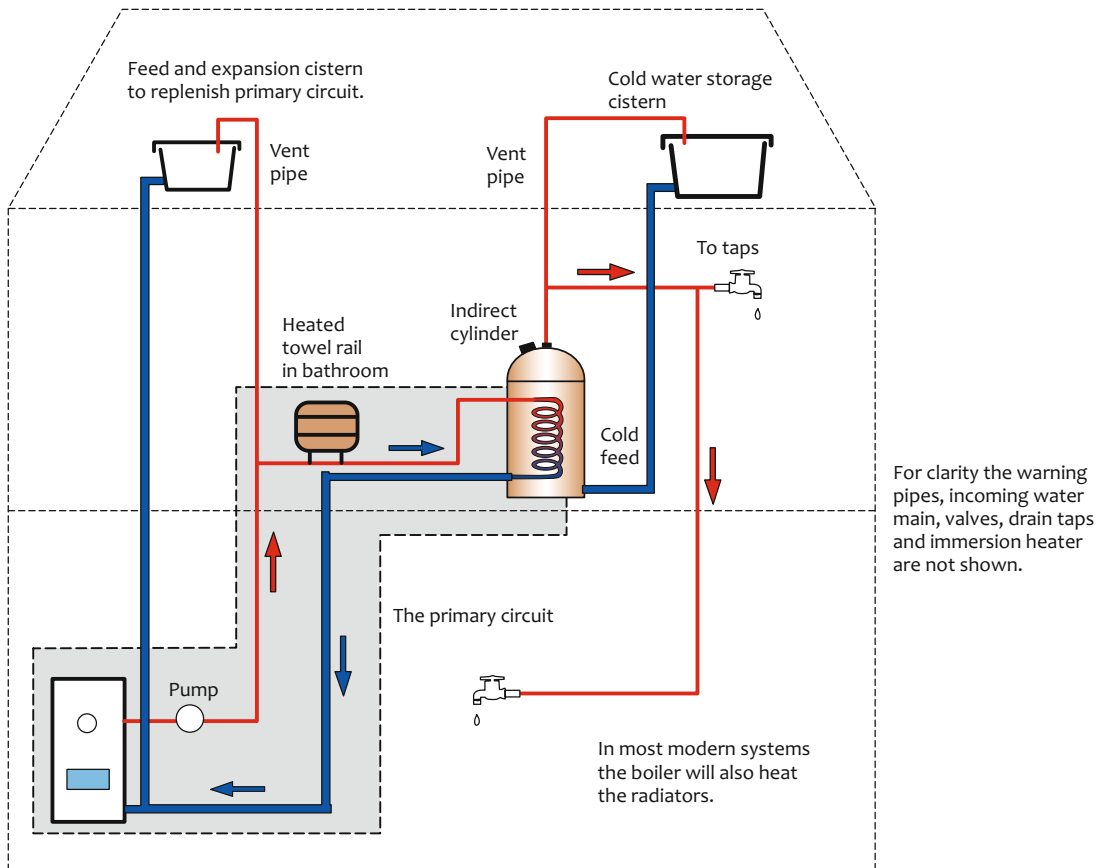 Feed and expansion cistern
to replenish primary circuit.
Cold water storage
cistern
Vent
pipe
Vent
pipe
To taps
Indirect
cylinder
Heated
towel rail
in bathroom
Cold
feed
For clarity the warning
pipes, incoming water
main, valves, drain taps
and immersion heater
are not shown.
The primary circuit
Pump
In most modern systems
the boiler will also heat
the radiators.